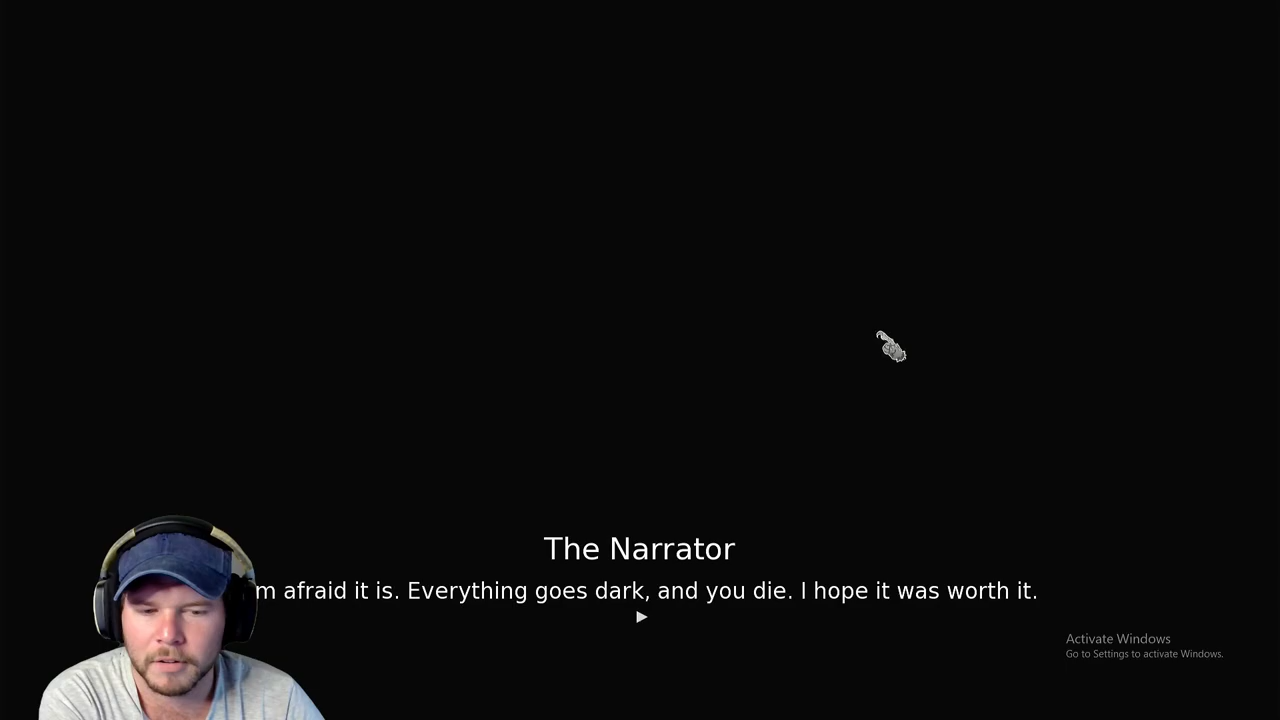 The Narrator
m afraid it is. Everything goes dark, and you die. I hope it was worth it.
Activate Windows
Go to Settings to activate Windows.